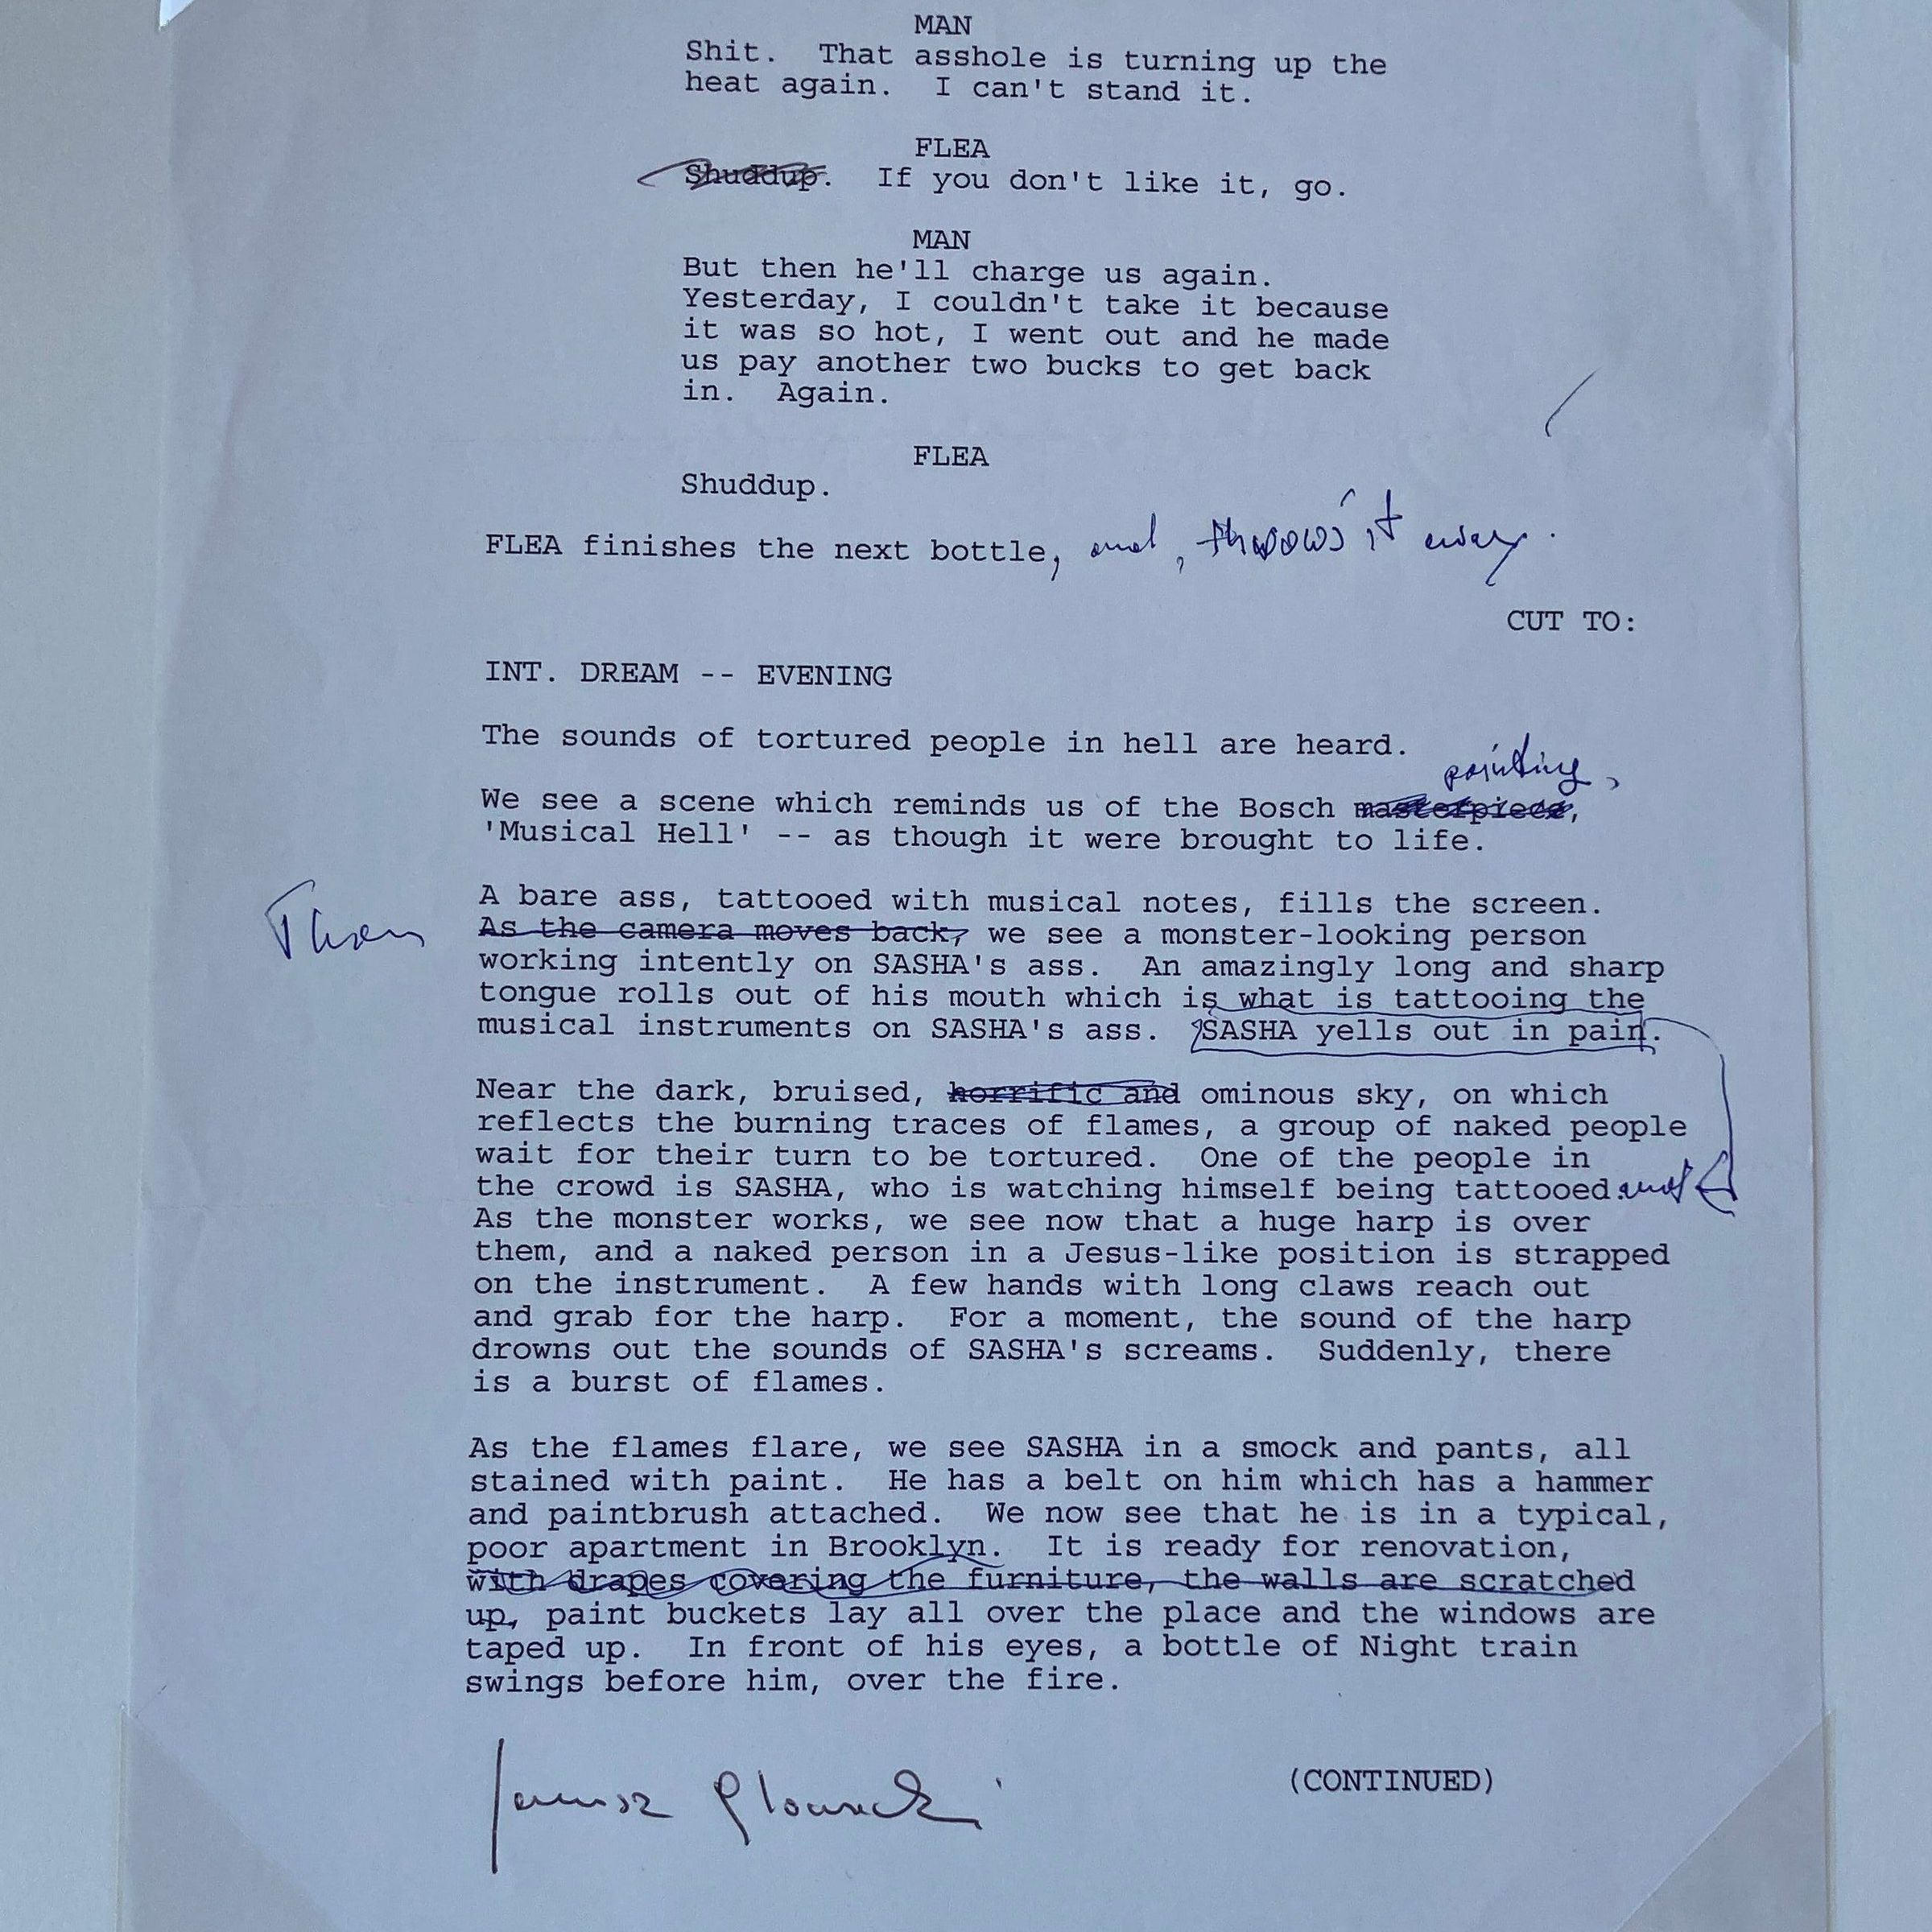 MAN
Shit. That asshole is turning up the
heat again. I can't stand it.
FLEA
Shuddup. If you don't like it, go.
MAN
But then he'll charge us again.
Yesterday, I couldn't take it because
it was so hot, I went out and he made
us pay another two bucks to get back
in. Again.
FLEA
Shuddup.
FLEA finishes the next bottle, and, throws it away.
CUT TO:
INT. DREAM -- EVENING
The sounds of tortured people in hell are heard.
painting,
We see a scene which reminds us of the Bosch masterpiece,
'Musical Hell' -- as though it were brought to life.
A bare ass, tattooed with musical notes, fills the screen.
Then As the camera moves back, we see a monster-looking person
working intently on SASHA's ass. An amazingly long and sharp
tongue rolls out of his mouth which is what is tattooing the
musical instruments on SASHA's ass. SASHA yells out in pain.
Near the dark, bruised, horrific and ominous sky, on which
reflects the burning traces of flames, a group of naked people
wait for their turn to be tortured. One of the people in
the crowd is SASHA, who is watching himself being tattooed and
As the monster works, we see now that a huge harp is over
them, and a naked person in a Jesus-like position is strapped
on the instrument. A few hands with long claws reach out
and grab for the harp. For a moment, the sound of the harp
drowns out the sounds of SASHA's screams. Suddenly, there
is a burst of flames.
As the flames flare, we see SASHA in a smock and pants, all
stained with paint. He has a belt on him which has a hammer
and paintbrush attached. We now see that he is in a typical,
poor apartment in Brooklyn. It is ready for renovation,
with drapes covering the furniture, the walls are scratched
up, paint buckets lay all over the place and the windows are
taped up. In front of his eyes, a bottle of Night train
swings before him, over the fire.
(CONTINUED)
Janusz